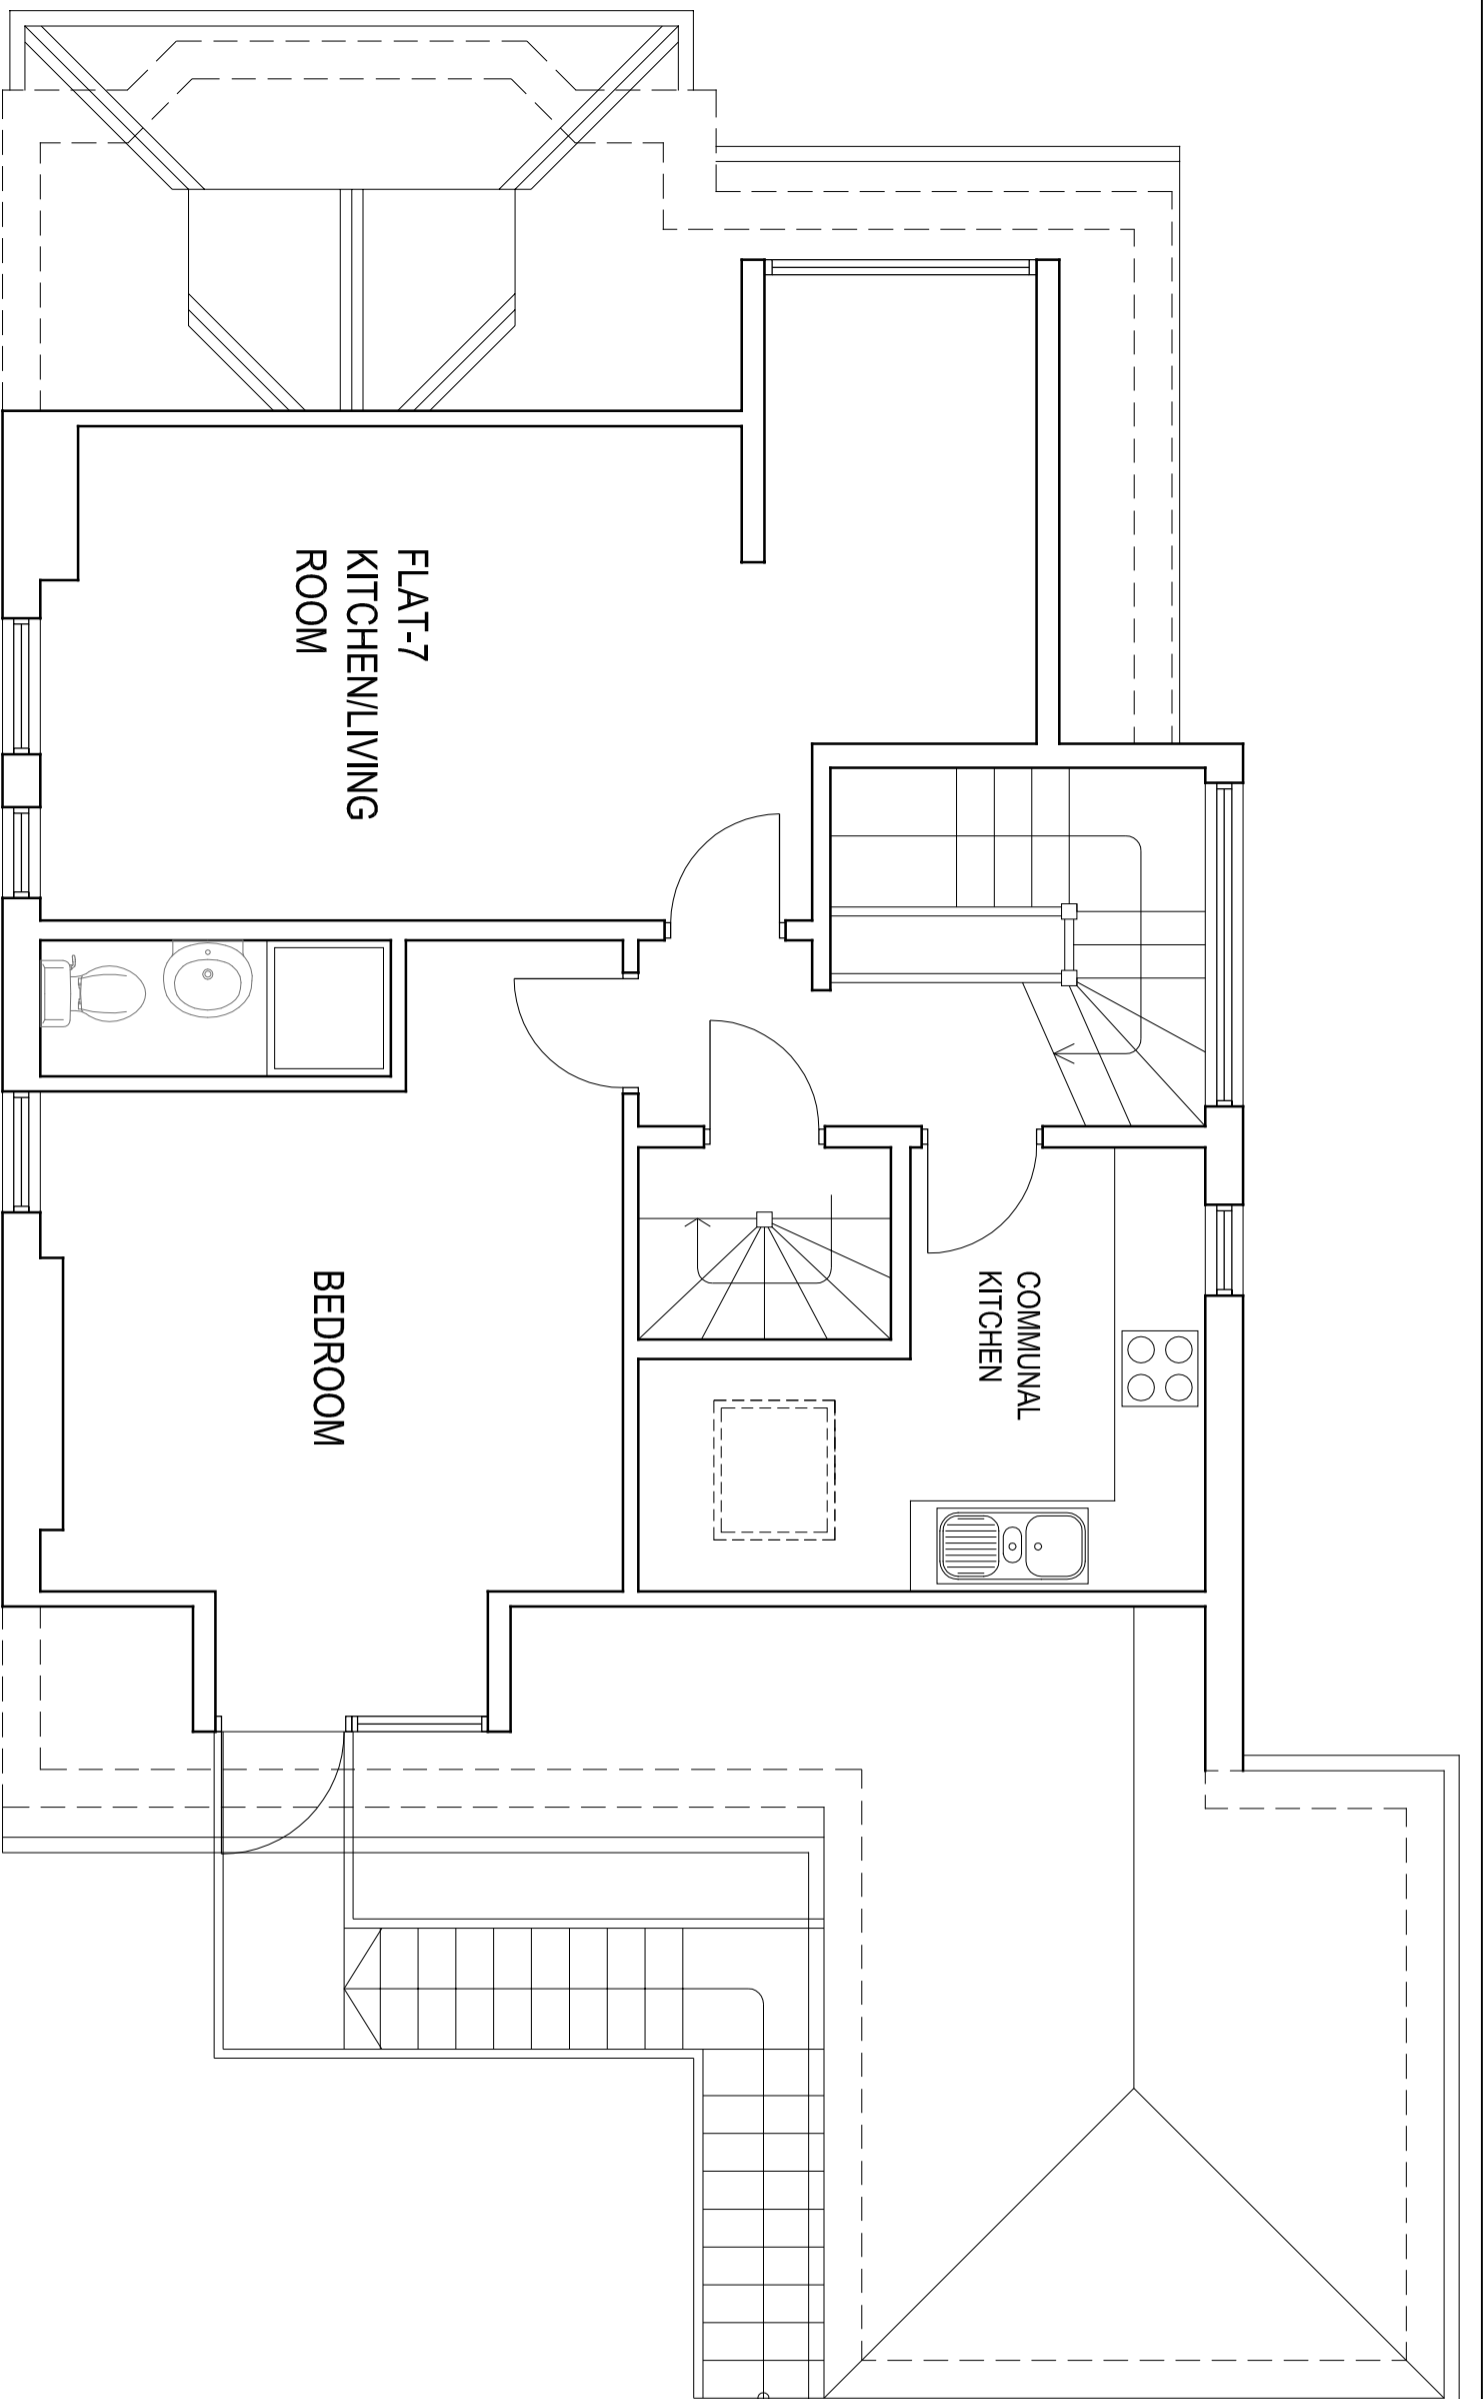 FLAT-7
KITCHEN/LIVING
ROOM
BEDROOM
COMMUNAL
KITCHEN